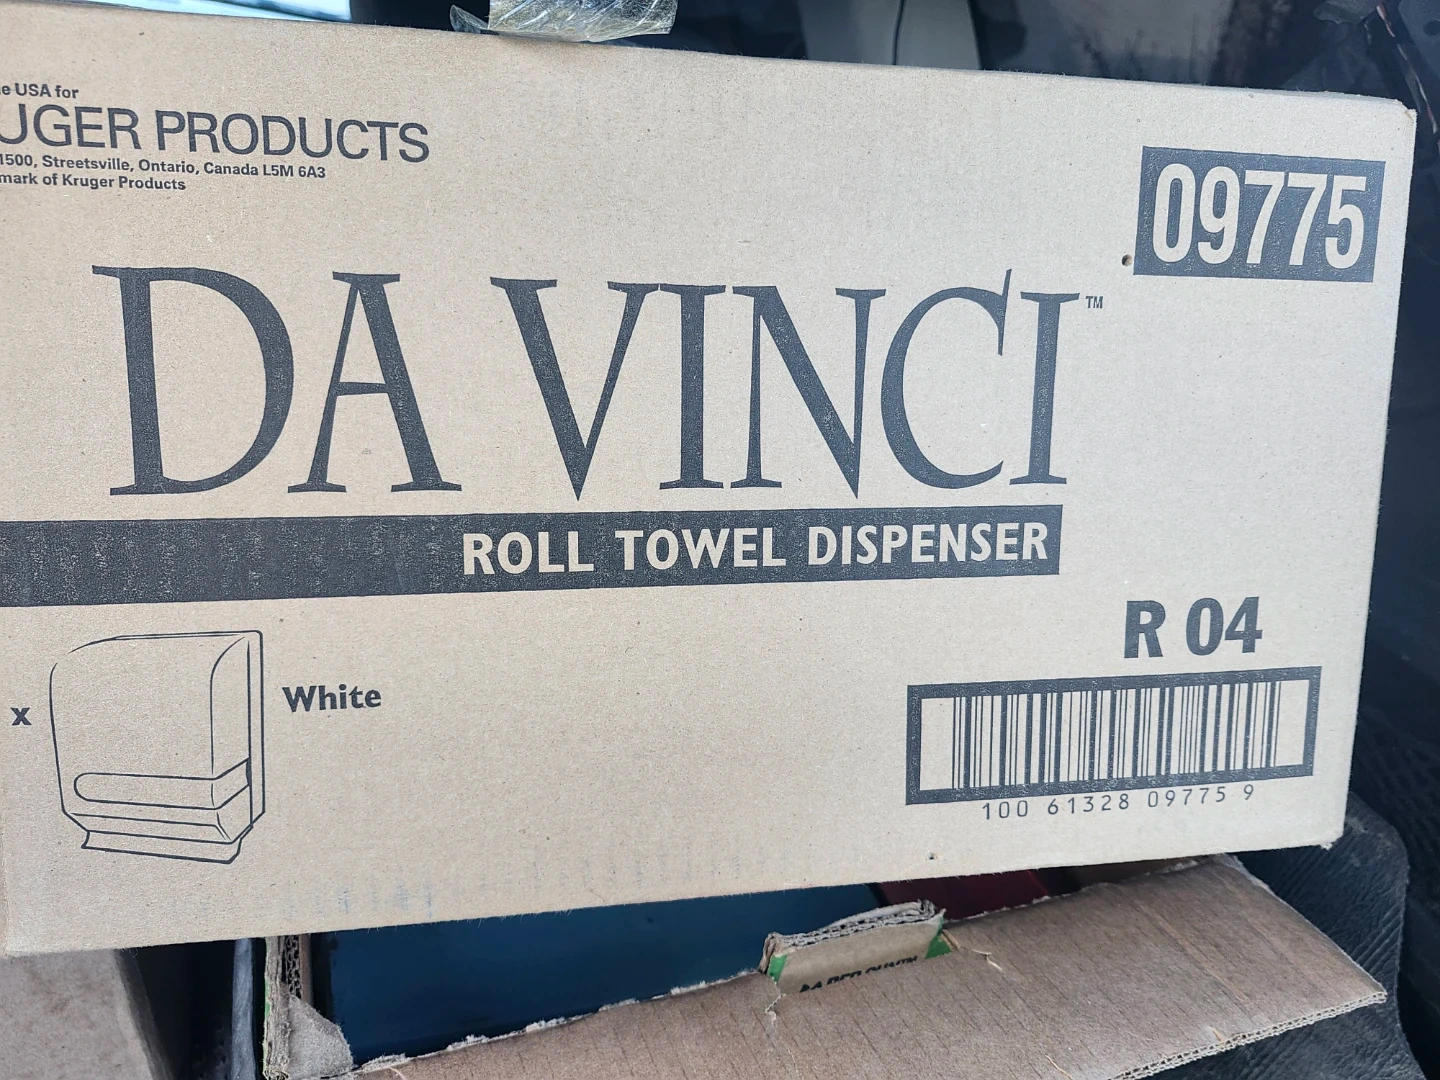 e USA for
UGER PRODUCTS
1500, Streetsville, Ontario, Canada L5M 6A3
mark of Kruger Products
09775
DA VINCI™
ROLL TOWEL DISPENSER
R 04
x
White
100 61328 09775 9